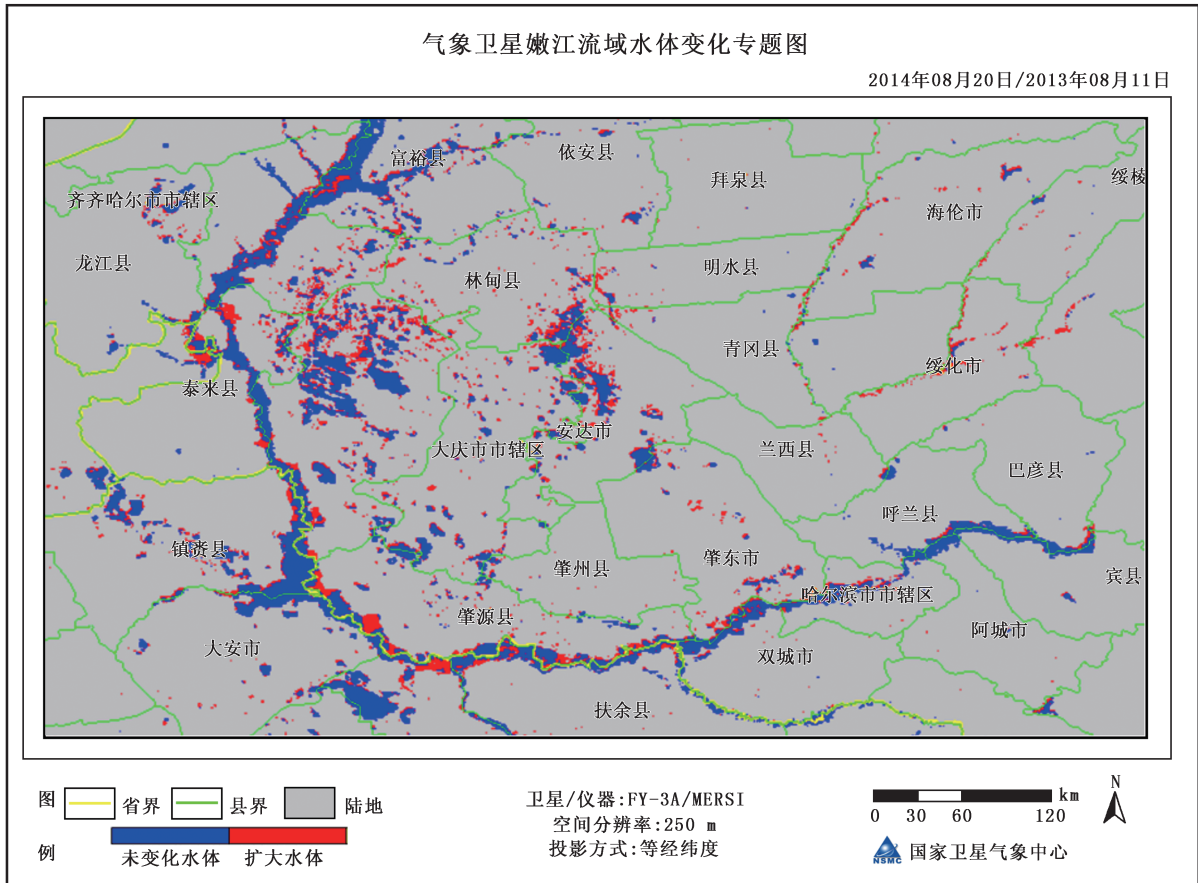 气象卫星嫩江流域水体变化专题图
2014年08月20日/2013年08月11日
富裕县
依安县
拜泉县
绥棱
齐齐哈尔市市辖区
海伦市
龙江县
林甸县
明水县
青冈县
绥化市
泰来县
大庆市市辖区
安达市
兰西县
巴彦县
呼兰县
镇赉县
肇州县
肇东市
宾县
哈尔滨市市辖区
肇源县
阿城市
大安市
双城市
扶余县
图例
省界
县界
陆地
未变化水体
扩大水体
卫星/仪器:FY-3A/MERSI
空间分辨率:250 m
投影方式:等经纬度
km
0 30 60 120
N
NSMC
国家卫星气象中心